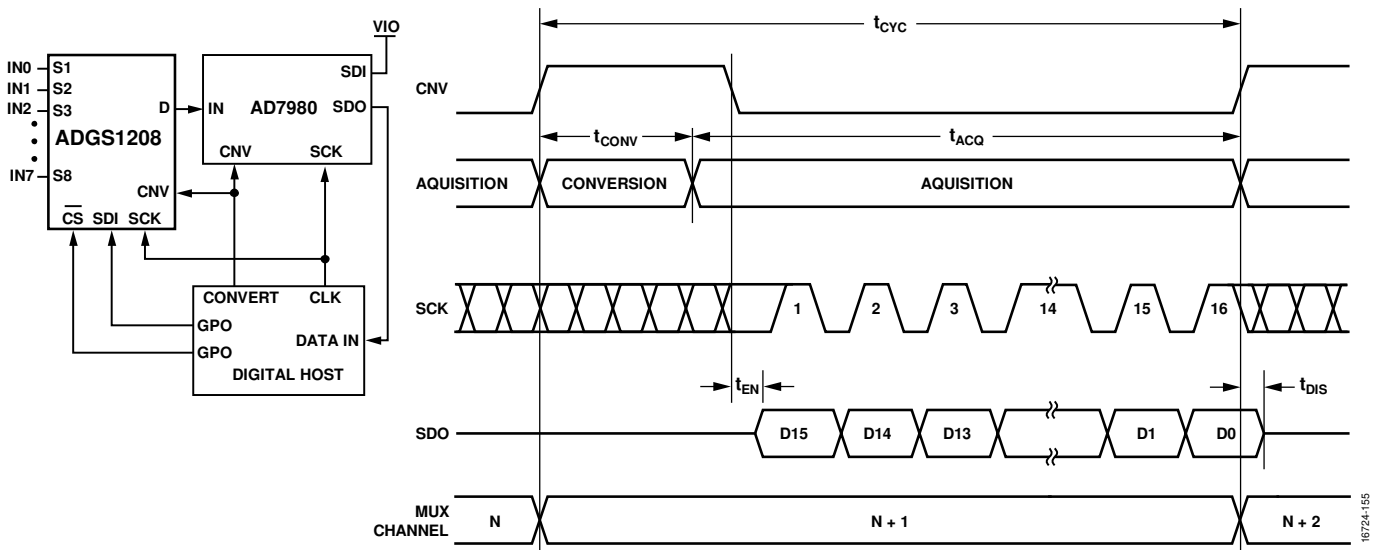 VIO
IN0 S1
IN1 S2
IN2 S3
IN7 S8
D
ADGS1208
CNV
CS SDI SCK
SDI
IN AD7980 SDO
CNV SCK
CONVERT CLK
GPO
GPO
DATA IN
DIGITAL HOST
tCYC
CNV
tCONV tACQ
AQUISITION CONVERSION AQUISITION
SCK 1 2 3 14 15 16
tEN tDIS
SDO D15 D14 D13 D1 D0
MUX
CHANNEL
N N + 1 N + 2
16724-155